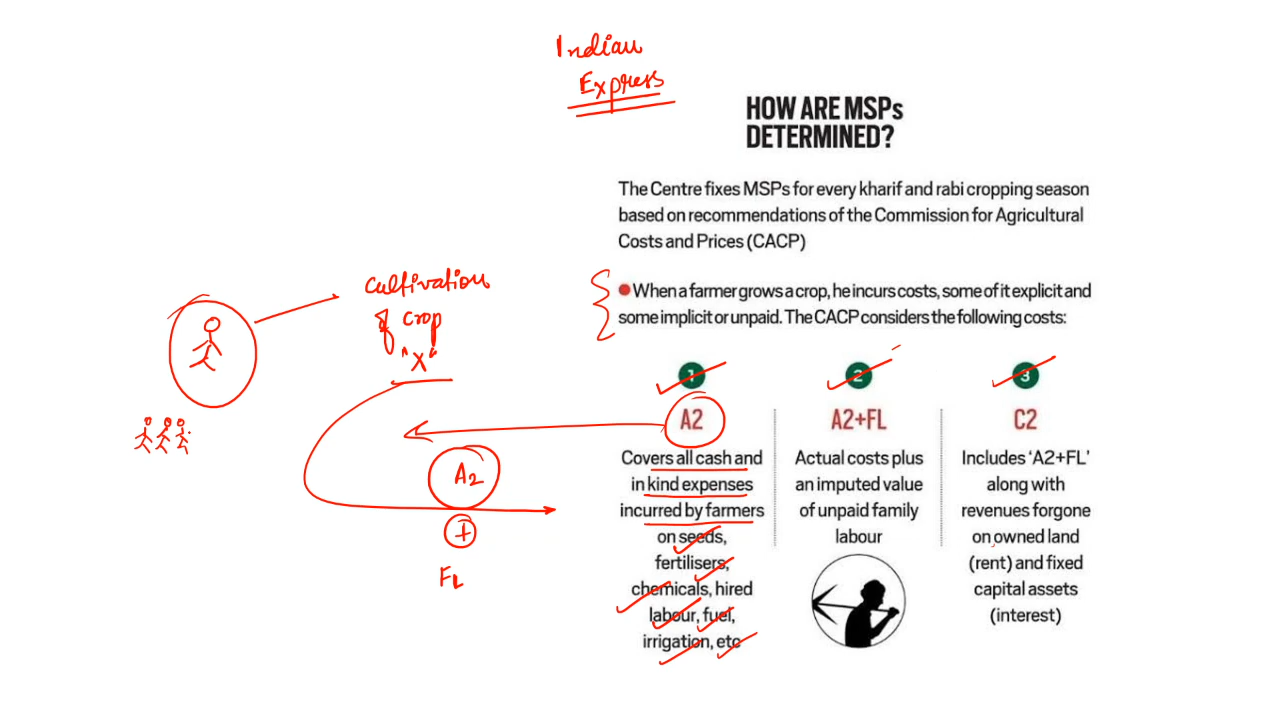 Indian
Express
HOW ARE MSPs
DETERMINED?
The Centre fixes MSPs for every kharif and rabi cropping season
based on recommendations of the Commission for Agricultural
Costs and Prices (CACP)
When a farmer grows a crop, he incurs costs, some of it explicit and
some implicit or unpaid. The CACP considers the following costs:
cultivation
of crop
"X"
A2
+
FL
1
A2
Covers all cash and
in kind expenses
incurred by farmers
on seeds,
fertilisers,
chemicals, hired
labour, fuel,
irrigation, etc
2
A2+FL
Actual costs plus
an imputed value
of unpaid family
labour
3
C2
Includes ‘A2+FL’
along with
revenues forgone
on owned land
(rent) and fixed
capital assets
(interest)